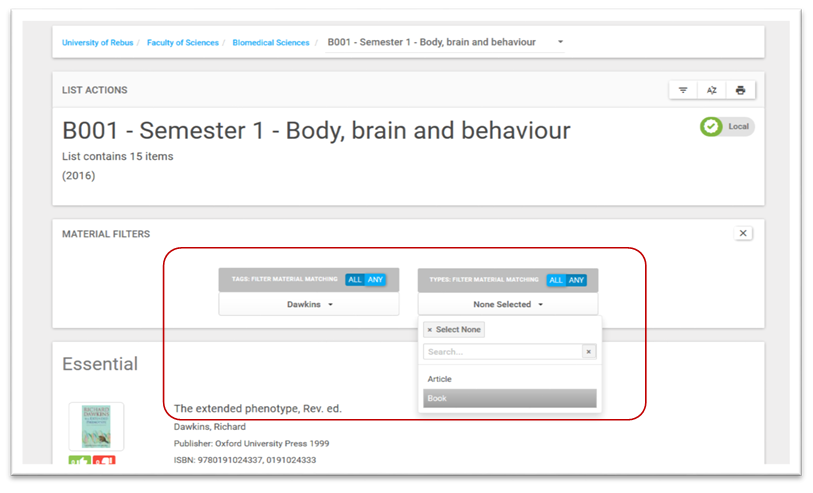 University of Rebus / Faculty of Sciences / Biomedical Sciences / B001 - Semester 1 - Body, brain and behaviour
LIST ACTIONS
B001 - Semester 1 - Body, brain and behaviour
Local
List contains 15 items
(2016)
MATERIAL FILTERS
TAGS: FILTER MATERIAL MATCHING ALL ANY
TYPES: FILTER MATERIAL MATCHING ALL ANY
Dawkins
None Selected
× Select None
Search...
Article
Book
Essential
The extended phenotype, Rev. ed.
Dawkins, Richard
Publisher: Oxford University Press 1999
ISBN: 9780191024337, 0191024333
RICHARD
DAWKINS